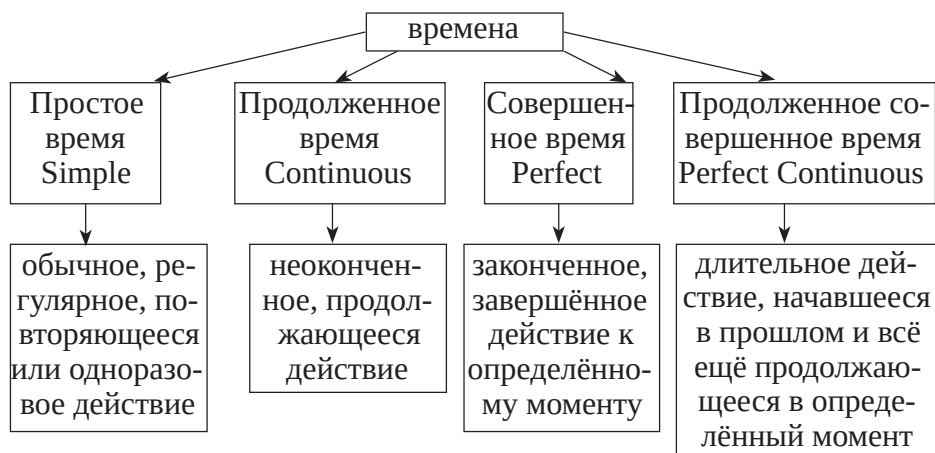 времена
Простое
время
Simple
Продолженное
время
Continuous
Совершен-
ное время
Perfect
Продолженное со-
вершенное время
Perfect Continuous
обычное, ре-
гулярное, по-
вторяющееся
или одноразо-
вое действие
неокончен-
ное, продол-
жающееся
действие
законченное,
завершённое
действие к
определённо-
му моменту
длительное дей-
ствие, начавшееся
в прошлом и всё
ещё продолжаю-
щееся в опреде-
лённый момент